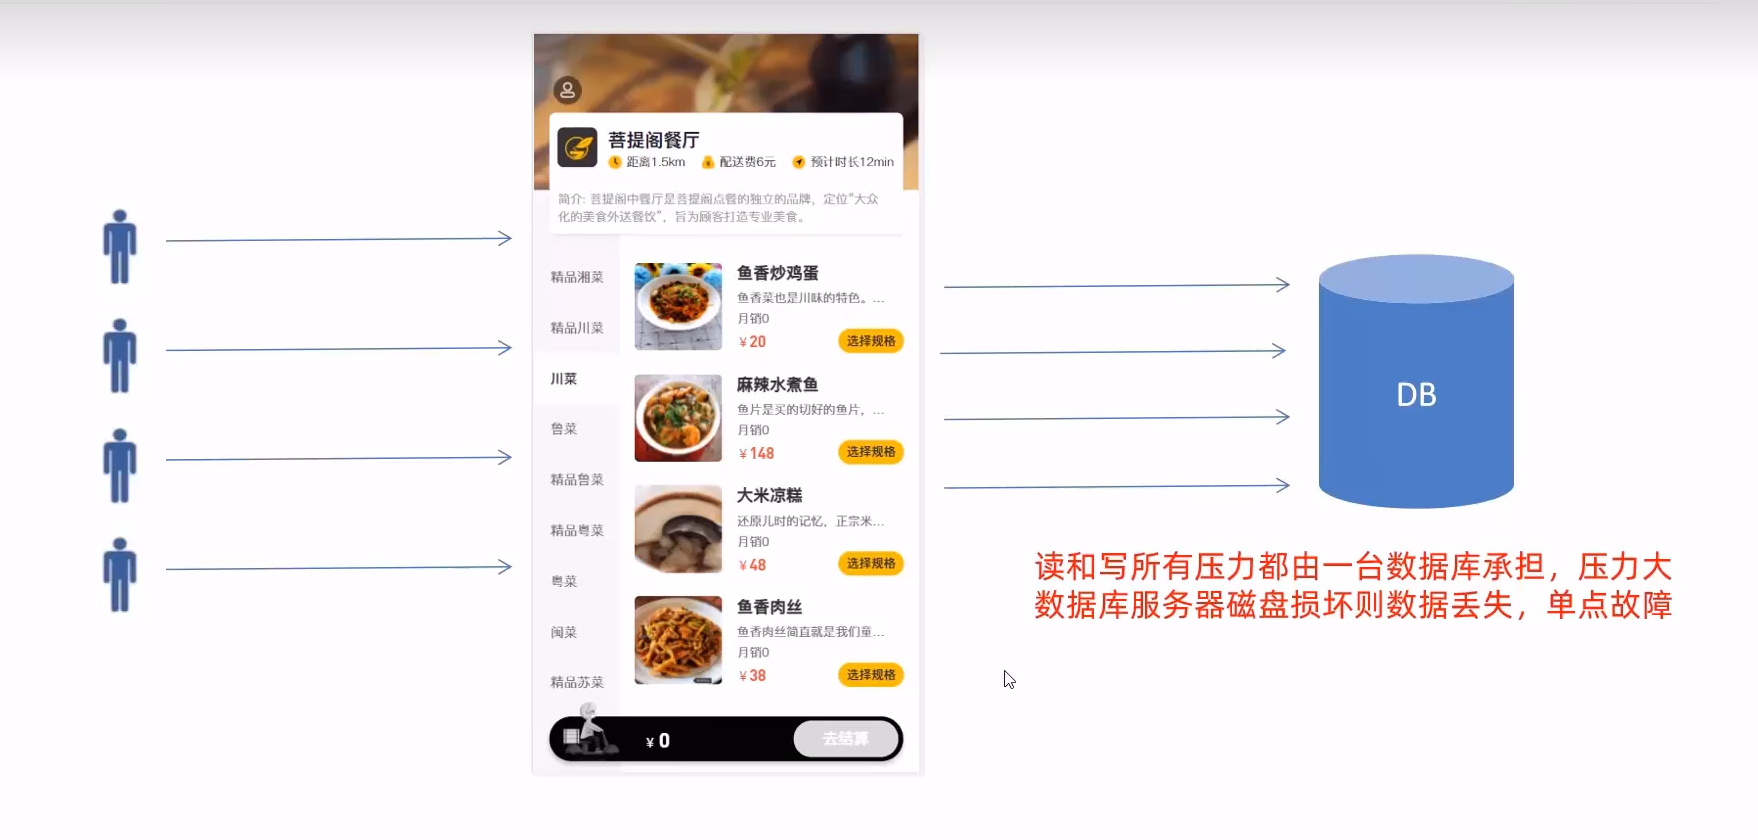 菩提阁餐厅
距离1.5km 配送费6元 预计时长12min
简介: 菩提阁中餐厅是菩提阁点餐的独立的品牌，定位“大众
化的美食外送餐饮”，旨为顾客打造专业美食。
精品湘菜
精品川菜
川菜
鲁菜
精品鲁菜
精品粤菜
粤菜
闽菜
精品苏菜
鱼香炒鸡蛋
鱼香菜也是川味的特色。...
月销0
¥20 选择规格
麻辣水煮鱼
鱼片是买的切好的鱼片，...
月销0
¥148 选择规格
大米凉糕
还原儿时的记忆，正宗米...
月销0
¥48 选择规格
鱼香肉丝
鱼香肉丝简直就是我们童...
月销0
¥38 选择规格
¥0 去结算
DB
读和写所有压力都由一台数据库承担，压力大
数据库服务器磁盘损坏则数据丢失，单点故障